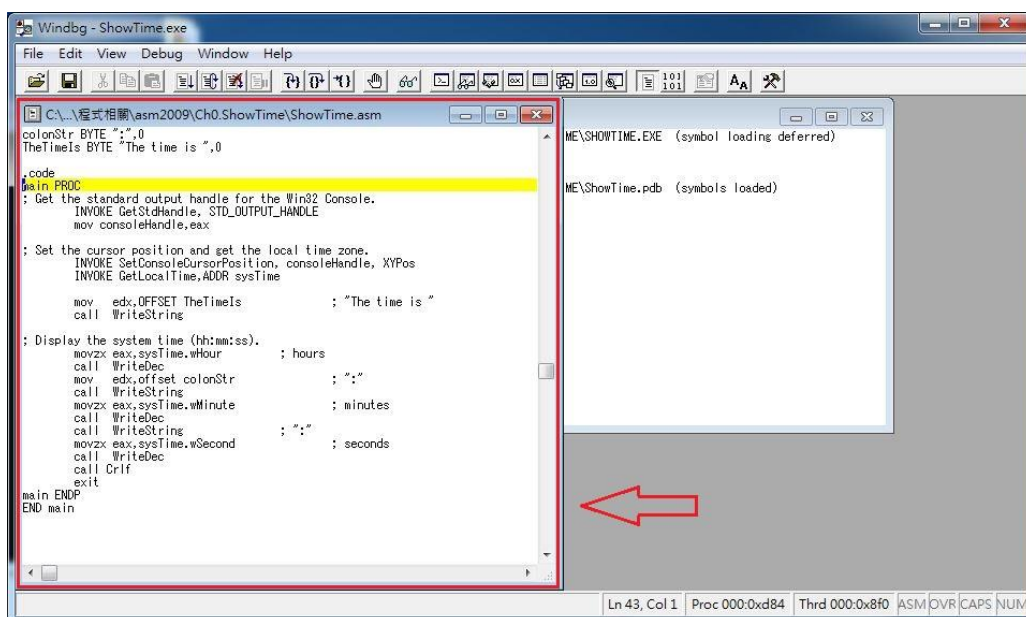 Windbg - ShowTime.exe
File Edit View Debug Window Help
C:\...\程式相關\asm2009\Ch0.ShowTime\ShowTime.asm
colonStr BYTE ":",0
TheTimeIs BYTE "The time is ",0
.code
main PROC
; Get the standard output handle for the Win32 Console.
INVOKE GetStdHandle, STD_OUTPUT_HANDLE
mov consoleHandle,eax
; Set the cursor position and get the local time zone.
INVOKE SetConsoleCursorPosition, consoleHandle, XYPos
INVOKE GetLocalTime,ADDR sysTime
mov edx,OFFSET TheTimeIs ; "The time is "
call WriteString
; Display the system time (hh:mm:ss).
movzx eax,sysTime.wHour ; hours
call WriteDec
mov edx,offset colonStr ; ":"
call WriteString
movzx eax,sysTime.wMinute ; minutes
call WriteDec
call WriteString ; ":"
movzx eax,sysTime.wSecond ; seconds
call WriteDec
call Crlf
exit
main ENDP
END main
ME\SHOWTIME.EXE (symbol loading deferred)
ME\ShowTime.pdb (symbols loaded)
Ln 43, Col 1 Proc 000:0xd84 Thrd 000:0x8f0 ASM OVR CAPS NUM